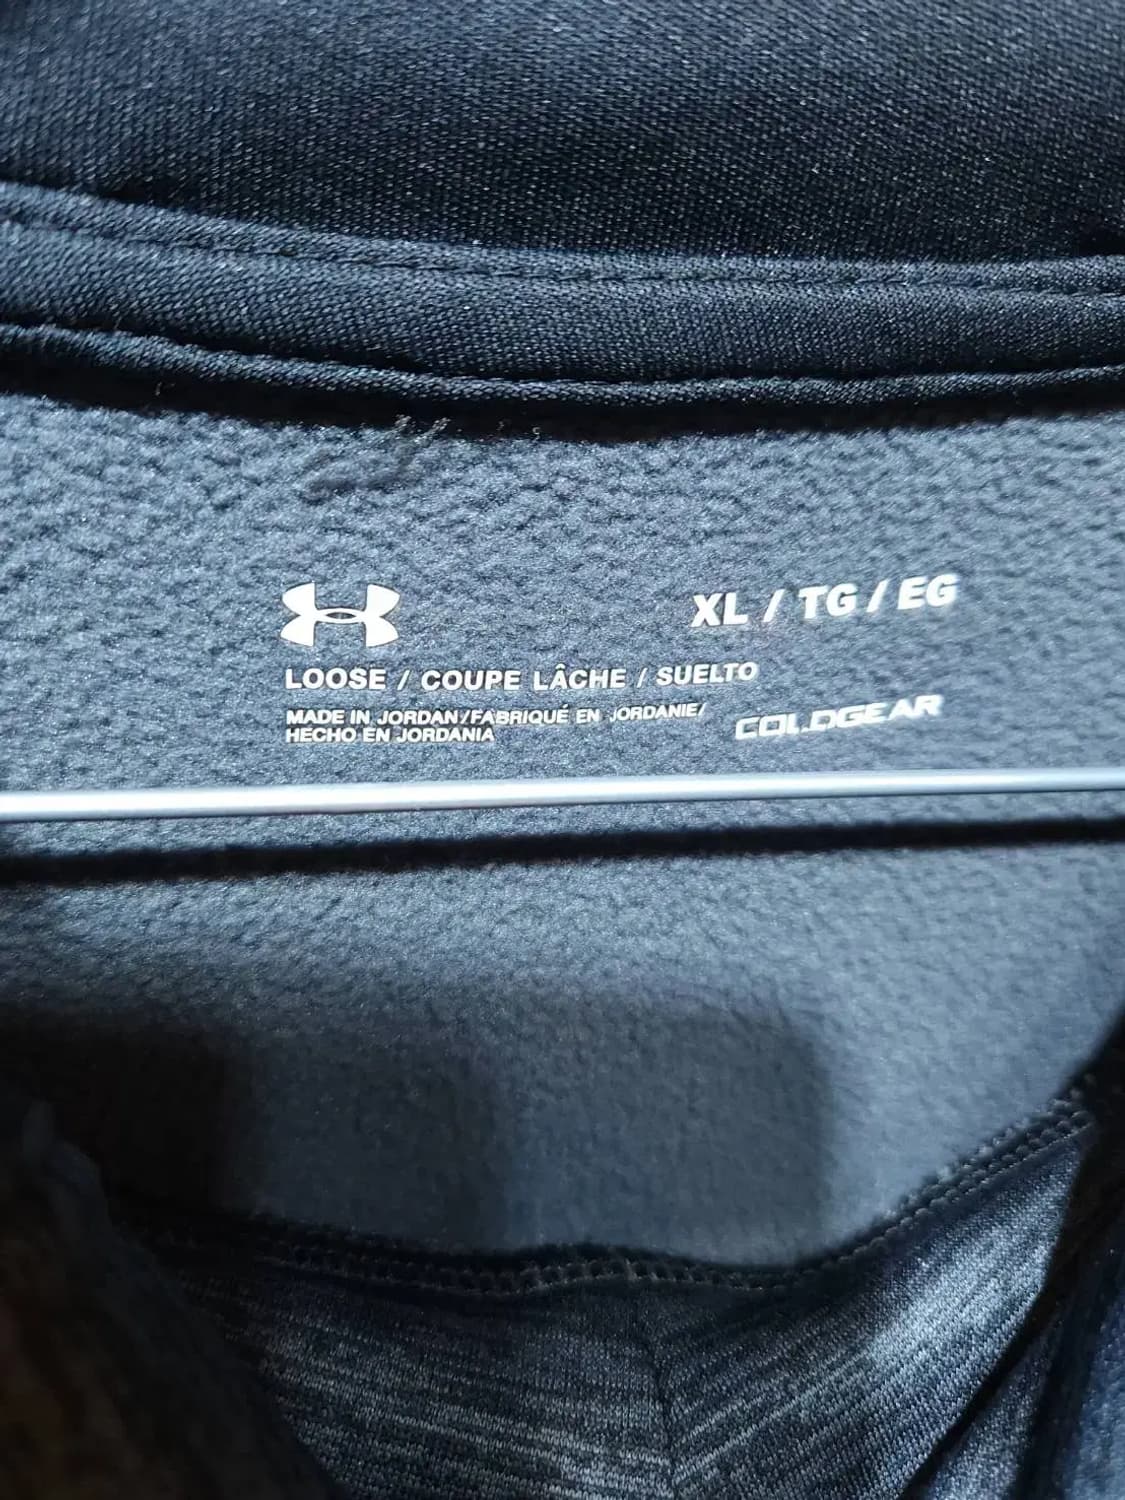 XL / TG / EG
LOOSE / COUPE LÂCHE / SUELTO
MADE IN JORDAN/FABRIQUÉ EN JORDANIE/
HECHO EN JORDANIA
COLDGEAR